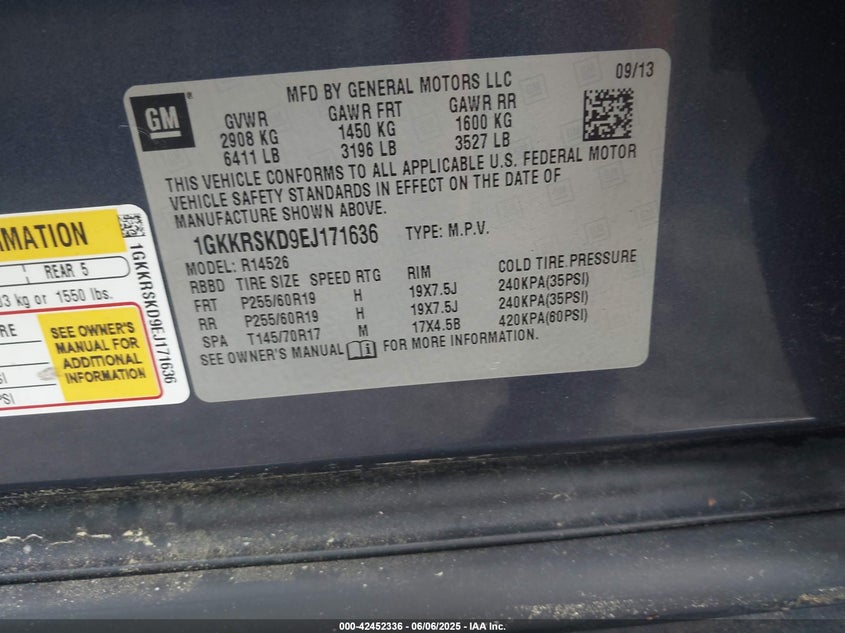 GM
®
MFD BY GENERAL MOTORS LLC
09/13
GVWR GAWR FRT GAWR RR
2908 KG 1450 KG 1600 KG
6411 LB 3196 LB 3527 LB
THIS VEHICLE CONFORMS TO ALL APPLICABLE U.S. FEDERAL MOTOR
VEHICLE SAFETY STANDARDS IN EFFECT ON THE DATE OF
MANUFACTURE SHOWN ABOVE.
1GKKRSKD9EJ171636 TYPE: M.P.V.
MODEL: R14526
RBBD TIRE SIZE SPEED RTG RIM COLD TIRE PRESSURE
FRT P255/60R19 H 19X7.5J 240KPA(35PSI)
RR P255/60R19 H 19X7.5J 240KPA(35PSI)
SPA T145/70R17 M 17X4.5B 420KPA(60PSI)
SEE OWNER'S MANUAL FOR MORE INFORMATION.
REAR 5
kg or 1550 lbs.
SEE OWNER'S
MANUAL FOR
ADDITIONAL
INFORMATION
1GKKRSKD9EJ171636
000-42452336 - 06/06/2025 - IAA Inc.